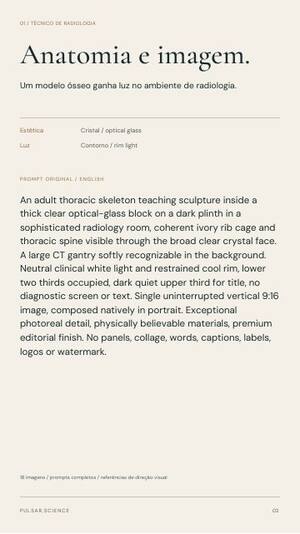 01 / TÉCNICO DE RADIOLOGIA
Anatomia e imagem.
Um modelo ósseo ganha luz no ambiente de radiologia.
Estética Cristal / optical glass
Luz Contorno / rim light
PROMPT ORIGINAL / ENGLISH
An adult thoracic skeleton teaching sculpture inside a
thick clear optical-glass block on a dark plinth in a
sophisticated radiology room, coherent ivory rib cage and
thoracic spine visible through the broad clear crystal face.
A large CT gantry softly recognizable in the background.
Neutral clinical white light and restrained cool rim, lower
two thirds occupied, dark quiet upper third for title, no
diagnostic screen or text. Single uninterrupted vertical 9:16
image, composed natively in portrait. Exceptional
photoreal detail, physically believable materials, premium
editorial finish. No panels, collage, words, captions, labels,
logos or watermark.
18 imagens / prompts completos / referências de direção visual
PULSAR.SCIENCE 02